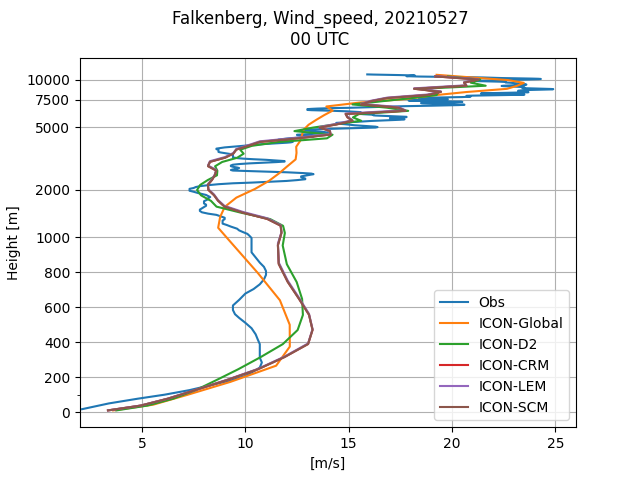 Falkenberg, Wind_speed, 20210527
00 UTC
10000
7500
5000
2000
1000
800
600
400
200
0
Height [m]
5
10
15
20
25
[m/s]
Obs
ICON-Global
ICON-D2
ICON-CRM
ICON-LEM
ICON-SCM